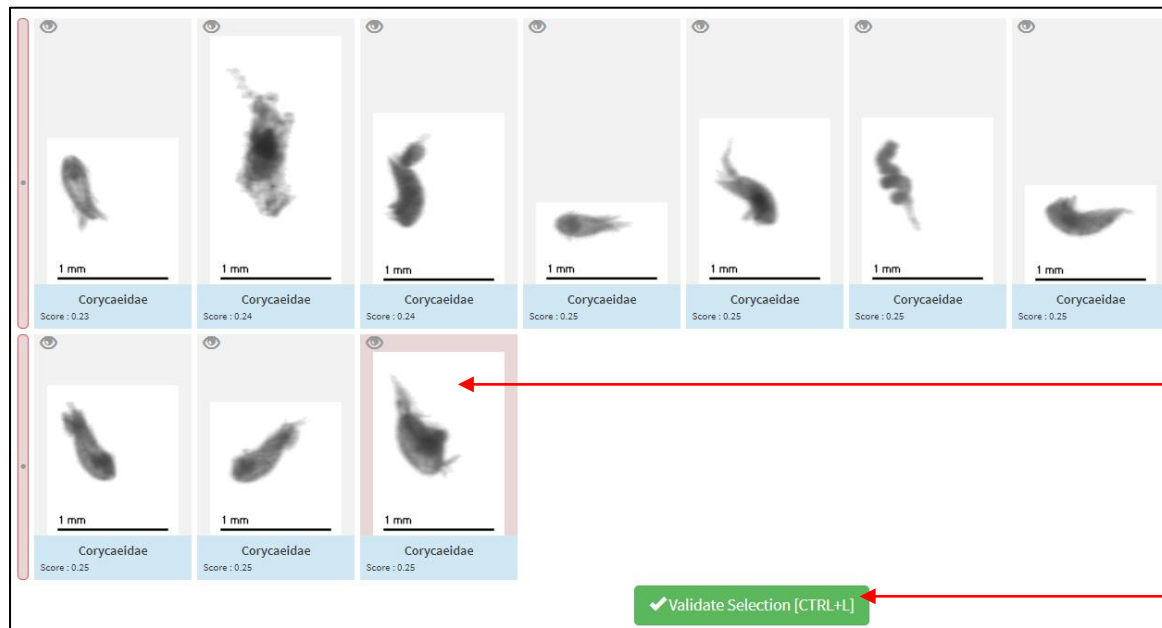 1 mm 1 mm 1 mm 1 mm 1 mm 1 mm 1 mm
Corycaeidae Corycaeidae Corycaeidae Corycaeidae Corycaeidae Corycaeidae Corycaeidae
Score : 0.23 Score : 0.24 Score : 0.24 Score : 0.25 Score : 0.25 Score : 0.25 Score : 0.25
1 mm 1 mm 1 mm
Corycaeidae Corycaeidae Corycaeidae
Score : 0.25 Score : 0.25 Score : 0.25
Validate Selection [CTRL+L]